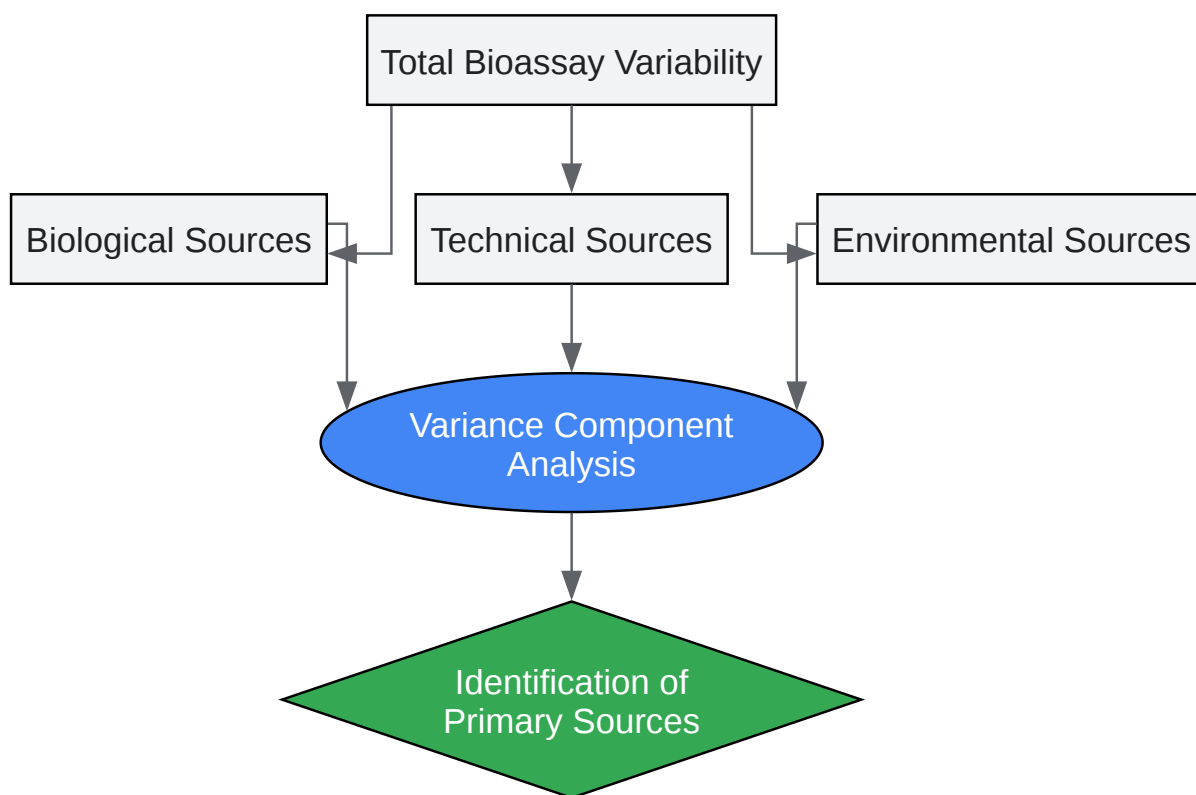 Total Bioassay Variability
Biological Sources
Technical Sources
Environmental Sources
Variance Component
Analysis
Identification of
Primary Sources